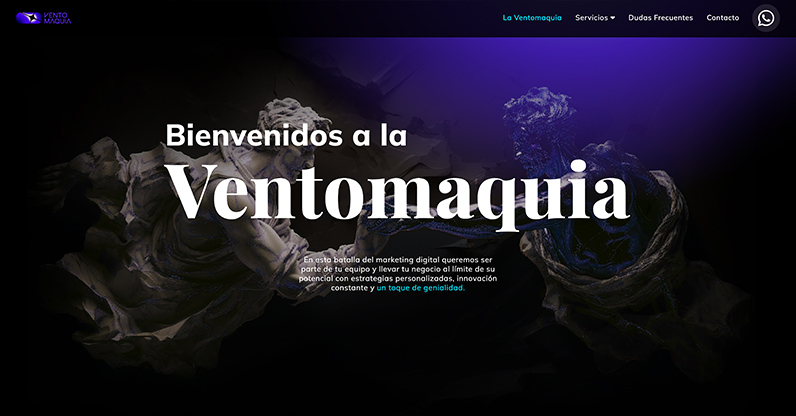 VENTO
MAQUIA
La Ventomaquia Servicios Dudas Frecuentes Contacto
Bienvenidos a la
Ventomaquia
En esta batalla del marketing digital queremos ser
parte de tu equipo y llevar tu negocio al límite de su
potencial con estrategias personalizadas, innovación
constante y un toque de genialidad.